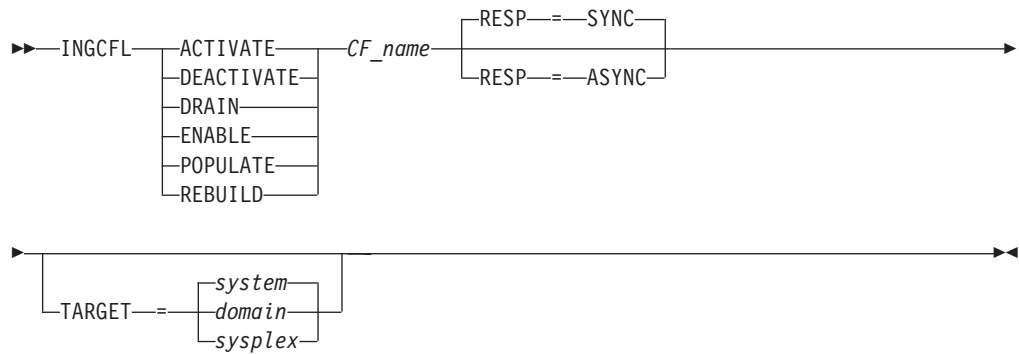 RESP=SYNC
INGCFL ACTIVATE CF_name
DEACTIVATE RESP=ASYNC
DRAIN
ENABLE
POPULATE
REBUILD
system
TARGET= domain
sysplex